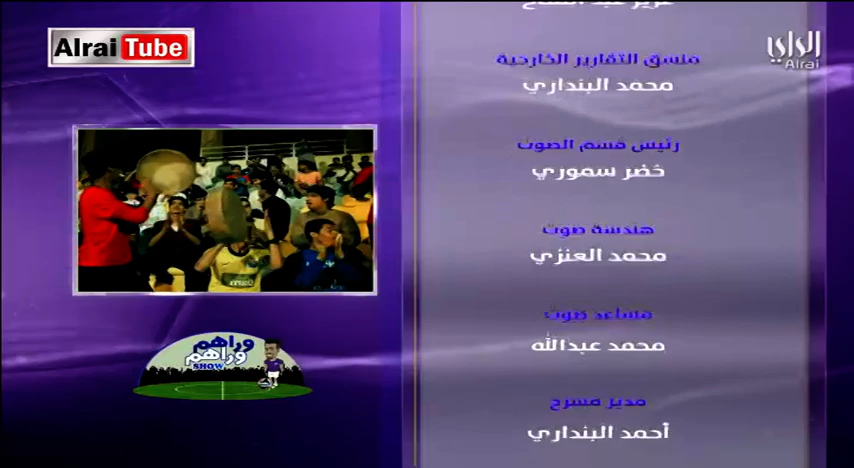 Alrai Tube
الراي
Alrai
منسق التقارير الخارجية
محمد البنداري
رئيس قسم الصوت
خضر سموري
هندسة صوت
محمد العنزي
مساعد صوت
محمد عبدالله
مدير مسرح
أحمد البنداري
وراهم
وراهم
SHOW